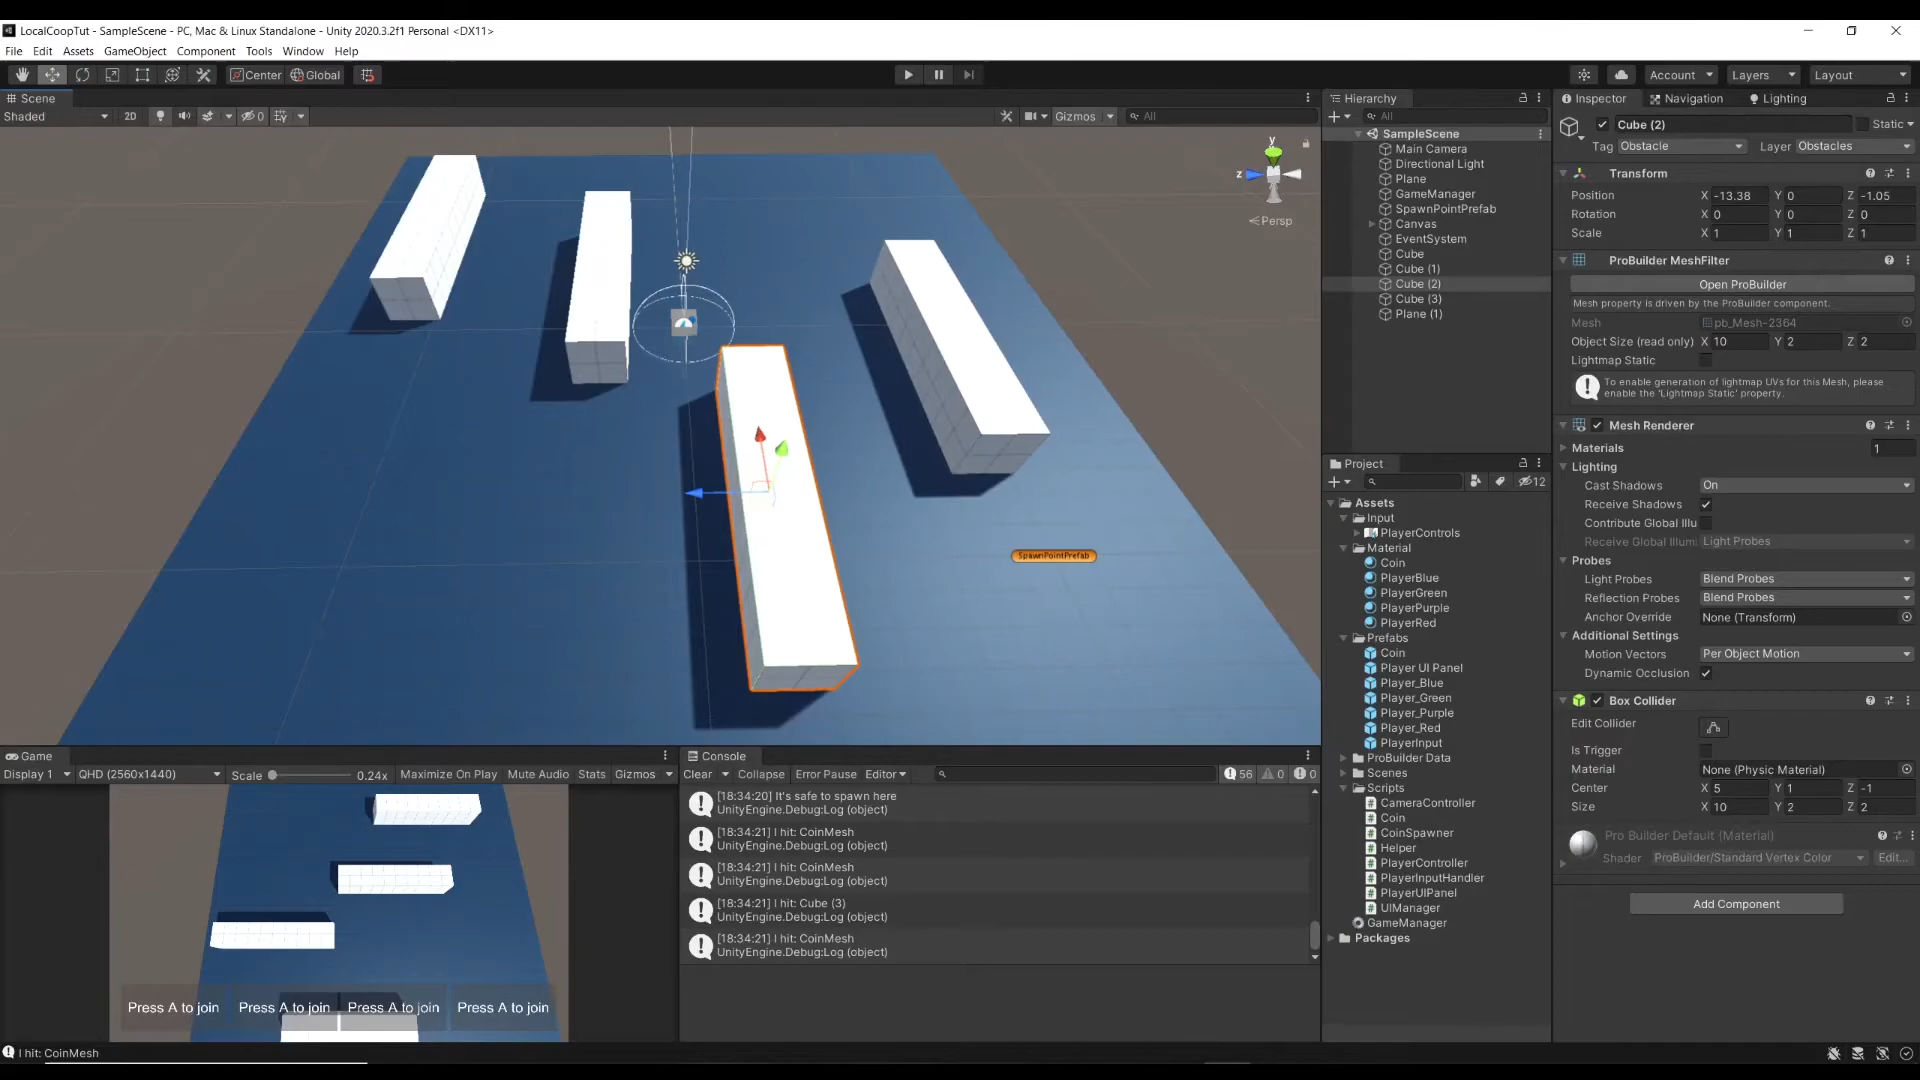 LocalCoopTut - SampleScene - PC, Mac & Linux Standalone - Unity 2020.3.2f1 Personal <DX11>
File Edit Assets GameObject Component Tools Window Help
Center Global Account Layers Layout
Scene
Shaded 2D 0 Gizmos All
y
z
Persp
SpawnPointPrefab
Hierarchy
All
SampleScene
Main Camera
Directional Light
Plane
GameManager
SpawnPointPrefab
Canvas
EventSystem
Cube
Cube (1)
Cube (2)
Cube (3)
Plane (1)
Project
12
Assets
Input
PlayerControls
Material
Coin
PlayerBlue
PlayerGreen
PlayerPurple
PlayerRed
Prefabs
Coin
Player UI Panel
Player_Blue
Player_Green
Player_Purple
Player_Red
PlayerInput
ProBuilder Data
Scenes
Scripts
CameraController
Coin
CoinSpawner
Helper
PlayerController
PlayerInputHandler
PlayerUIPanel
UIManager
GameManager
Packages
Inspector Navigation Lighting
Cube (2) Static
Tag Obstacle Layer Obstacles
Transform
Position X -13.38 Y 0 Z -1.05
Rotation X 0 Y 0 Z 0
Scale X 1 Y 1 Z 1
ProBuilder MeshFilter
Open ProBuilder
Mesh property is driven by the ProBuilder component.
Mesh pb_Mesh-2364
Object Size (read only) X 10 Y 2 Z 2
Lightmap Static
To enable generation of lightmap UVs for this Mesh, please
enable the 'Lightmap Static' property.
Mesh Renderer
Materials 1
Lighting
Cast Shadows On
Receive Shadows
Contribute Global Illu
Receive Global Illum Light Probes
Probes
Light Probes Blend Probes
Reflection Probes Blend Probes
Anchor Override None (Transform)
Additional Settings
Motion Vectors Per Object Motion
Dynamic Occlusion
Box Collider
Edit Collider
Is Trigger
Material None (Physic Material)
Center X 5 Y 1 Z -1
Size X 10 Y 2 Z 2
Pro Builder Default (Material)
Shader ProBuilder/Standard Vertex Color Edit...
Add Component
Game
Display 1 QHD (2560x1440) Scale 0.24x Maximize On Play Mute Audio Stats Gizmos
Press A to join Press A to join Press A to join Press A to join
Console
Clear Collapse Error Pause Editor 56 0 0
[18:34:20] It's safe to spawn here
UnityEngine.Debug:Log (object)
[18:34:21] I hit: CoinMesh
UnityEngine.Debug:Log (object)
[18:34:21] I hit: CoinMesh
UnityEngine.Debug:Log (object)
[18:34:21] I hit: Cube (3)
UnityEngine.Debug:Log (object)
[18:34:21] I hit: CoinMesh
UnityEngine.Debug:Log (object)
I hit: CoinMesh